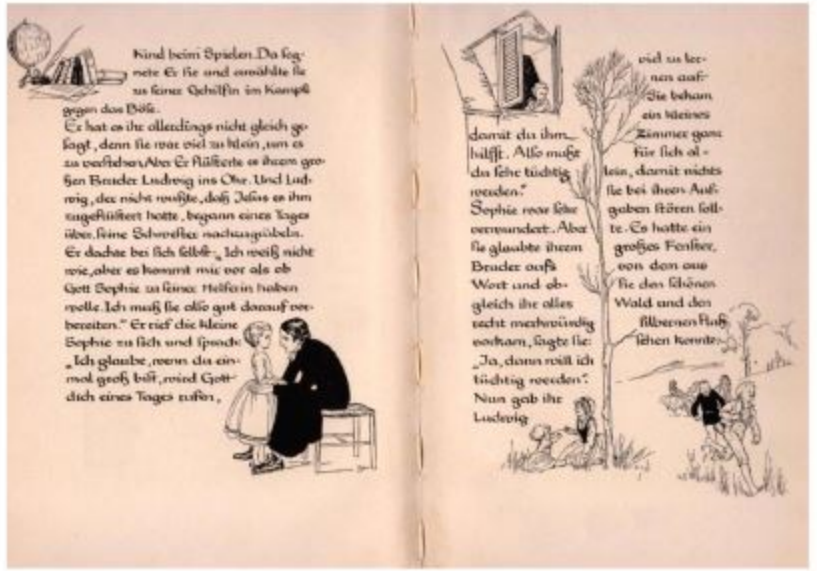 Kind beim Spielen. Da seg-
nete Er sie und erwählte sie
zu seiner Gehilfin im Kampf
gegen das Böse.
Er hat es ihr allerdings nicht gleich ge-
sagt, denn sie war viel zu klein, um es
zu verstehen. Aber Er flüsterte es ihrem gro-
ßen Bruder Ludwig ins Ohr. Und Lud-
wig, der nicht wußte, daß Jesus es ihm
zugeflüstert hatte, begann eines Tages
über seine Schwester nachzugrübeln.
Er dachte bei sich selbst: „Ich weiß nicht
wie, aber es kommt mir vor als ob
Gott Sophie zu seiner Helferin haben
wolle. Ich muß sie also gut darauf vor-
bereiten.“ Er rief die kleine
Sophie zu sich und sprach:
„Ich glaube, wenn du ein-
mal groß bist, wird Gott
dich eines Tages rufen,
damit du ihm
hilfst. Also mußt
du sehr tüchtig
werden.“
Sophie war sehr
verwundert. Aber
sie glaubte ihrem
Bruder aufs
Wort und ob-
gleich ihr alles
recht merkwürdig
vorkam, sagte sie:
„Ja, dann will ich
tüchtig werden“.
Nun gab ihr
Ludwig
viel zu ler-
nen auf.
Sie bekam
ein kleines
Zimmer ganz
für sich al-
lein, damit nichts
sie bei ihren Auf-
gaben stören soll-
te. Es hatte ein
großes Fenster,
von dem aus
sie den schönen
Wald und den
silbernen Fluß
sehen konnte.